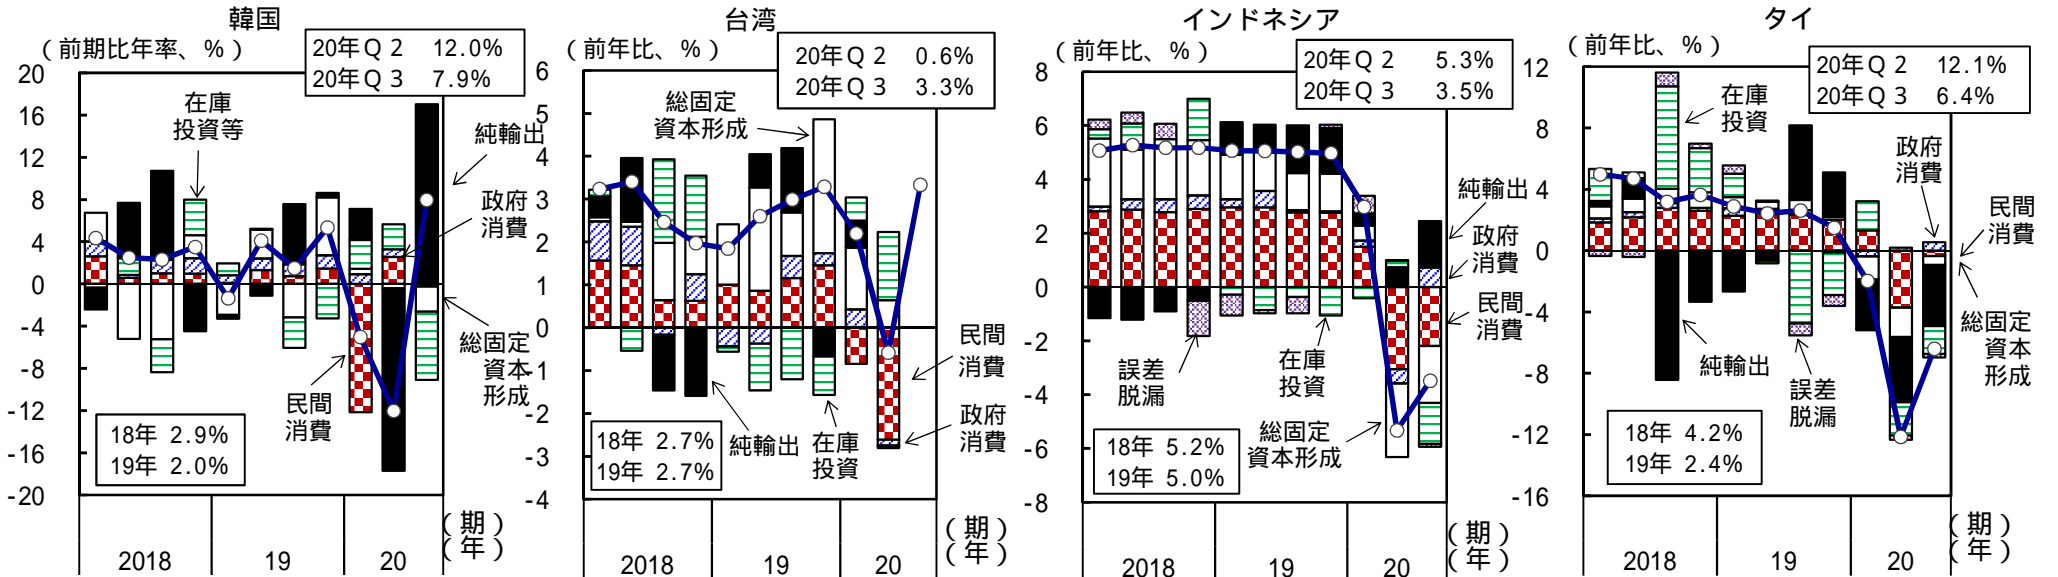 韓国
（前期比年率、%）
20年Q 2 12.0%
20年Q 3 7.9%
20
16
12
8
4
0
-4
-8
-12
-16
-20
在庫
投資等
純輸出
政府
消費
総固定
資本
形成
民間
消費
18年 2.9%
19年 2.0%
2018
19
20
（期）
（年）
台湾
（前年比、%）
20年Q 2 0.6%
20年Q 3 3.3%
6
5
4
3
2
1
0
-1
-2
-3
-4
総固定
資本形成
民間
消費
政府
消費
在庫
投資
純輸出
18年 2.7%
19年 2.7%
2018
19
20
（期）
（年）
インドネシア
（前年比、%）
20年Q 2 5.3%
20年Q 3 3.5%
8
6
4
2
0
-2
-4
-6
-8
純輸出
政府
消費
民間
消費
誤差
脱漏
在庫
投資
総固定
資本形成
18年 5.2%
19年 5.0%
2018
19
20
（期）
（年）
タイ
（前年比、%）
20年Q 2 12.1%
20年Q 3 6.4%
12
8
4
0
-4
-8
-12
-16
在庫
投資
政府
消費
民間
消費
総固定
資本
形成
純輸出
誤差
脱漏
18年 4.2%
19年 2.4%
2018
19
20
（期）
（年）